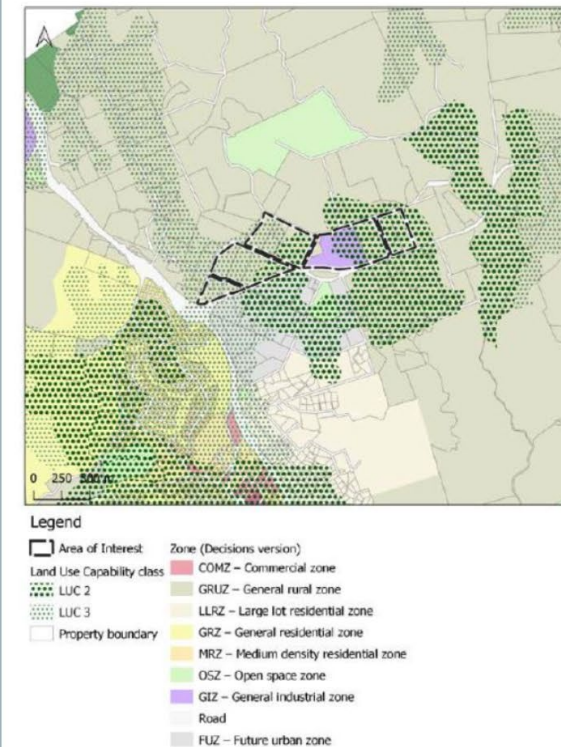 0 250 500 m
Legend
Area of Interest
Land Use Capability class
LUC 2
LUC 3
Property boundary
Zone (Decisions version)
COMZ – Commercial zone
GRUZ – General rural zone
LLRZ – Large lot residential zone
GRZ – General residential zone
MRZ – Medium density residential zone
OSZ – Open space zone
GIZ – General industrial zone
Road
FUZ – Future urban zone